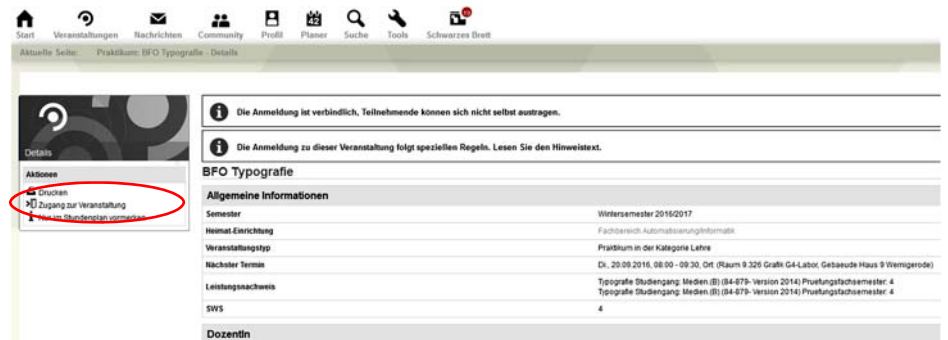 Start Veranstaltungen Nachrichten Community Profil Planer Suche Tools Schwarzes Brett
Aktuelle Seite: Praktikum: BFO Typografie - Details
Details
Aktionen
Drucken
Zugang zur Veranstaltung
Nur im Stundenplan vormerken
Die Anmeldung ist verbindlich, Teilnehmende können sich nicht selbst austragen.
Die Anmeldung zu dieser Veranstaltung folgt speziellen Regeln. Lesen Sie den Hinweistext.
BFO Typografie
Allgemeine Informationen
Semester Wintersemester 2016/2017
Heimat-Einrichtung Fachbereich Automatisierung/Informatik
Veranstaltungstyp Praktikum in der Kategorie Lehre
Nächster Termin Di., 20.09.2016, 08:00 - 09:30, Ort: (Raum 9.326 Grafik G4-Labor, Gebaeude Haus 9 Wernigerode)
Leistungsnachweis Typografie Studiengang: Medien.(B) (84-879- Version 2014) Pruefungsfachsemester: 4
Typografie Studiengang: Medien.(B) (84-879- Version 2014) Pruefungsfachsemester: 4
SWS 4
DozentIn